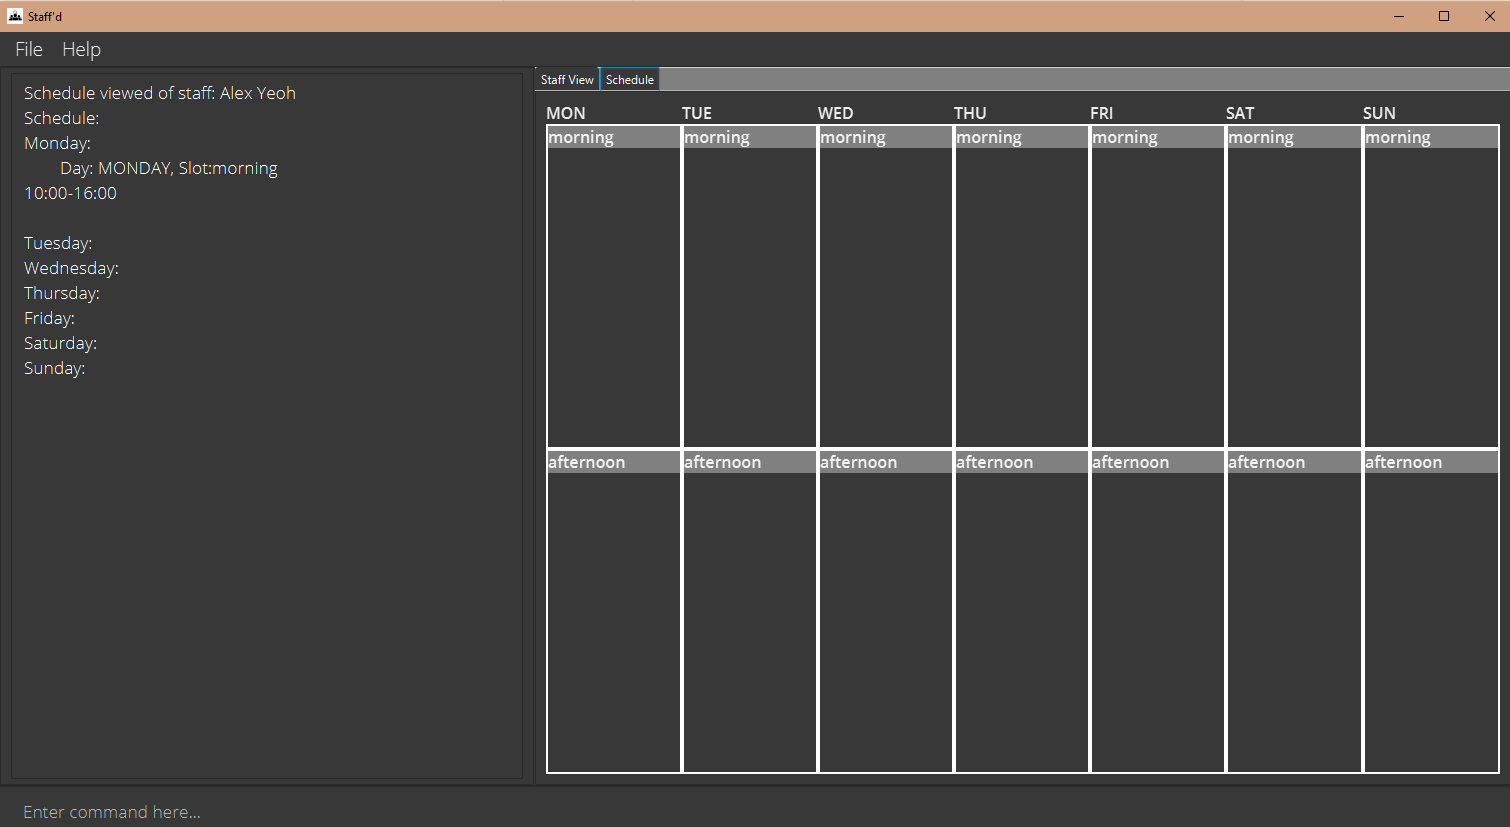 Staff'd
File Help
Schedule viewed of staff: Alex Yeoh
Schedule:
Monday:
Day: MONDAY, Slot:morning
10:00-16:00
Tuesday:
Wednesday:
Thursday:
Friday:
Saturday:
Sunday:
Staff View Schedule
MON TUE WED THU FRI SAT SUN
morning morning morning morning morning morning morning
afternoon afternoon afternoon afternoon afternoon afternoon afternoon
Enter command here...